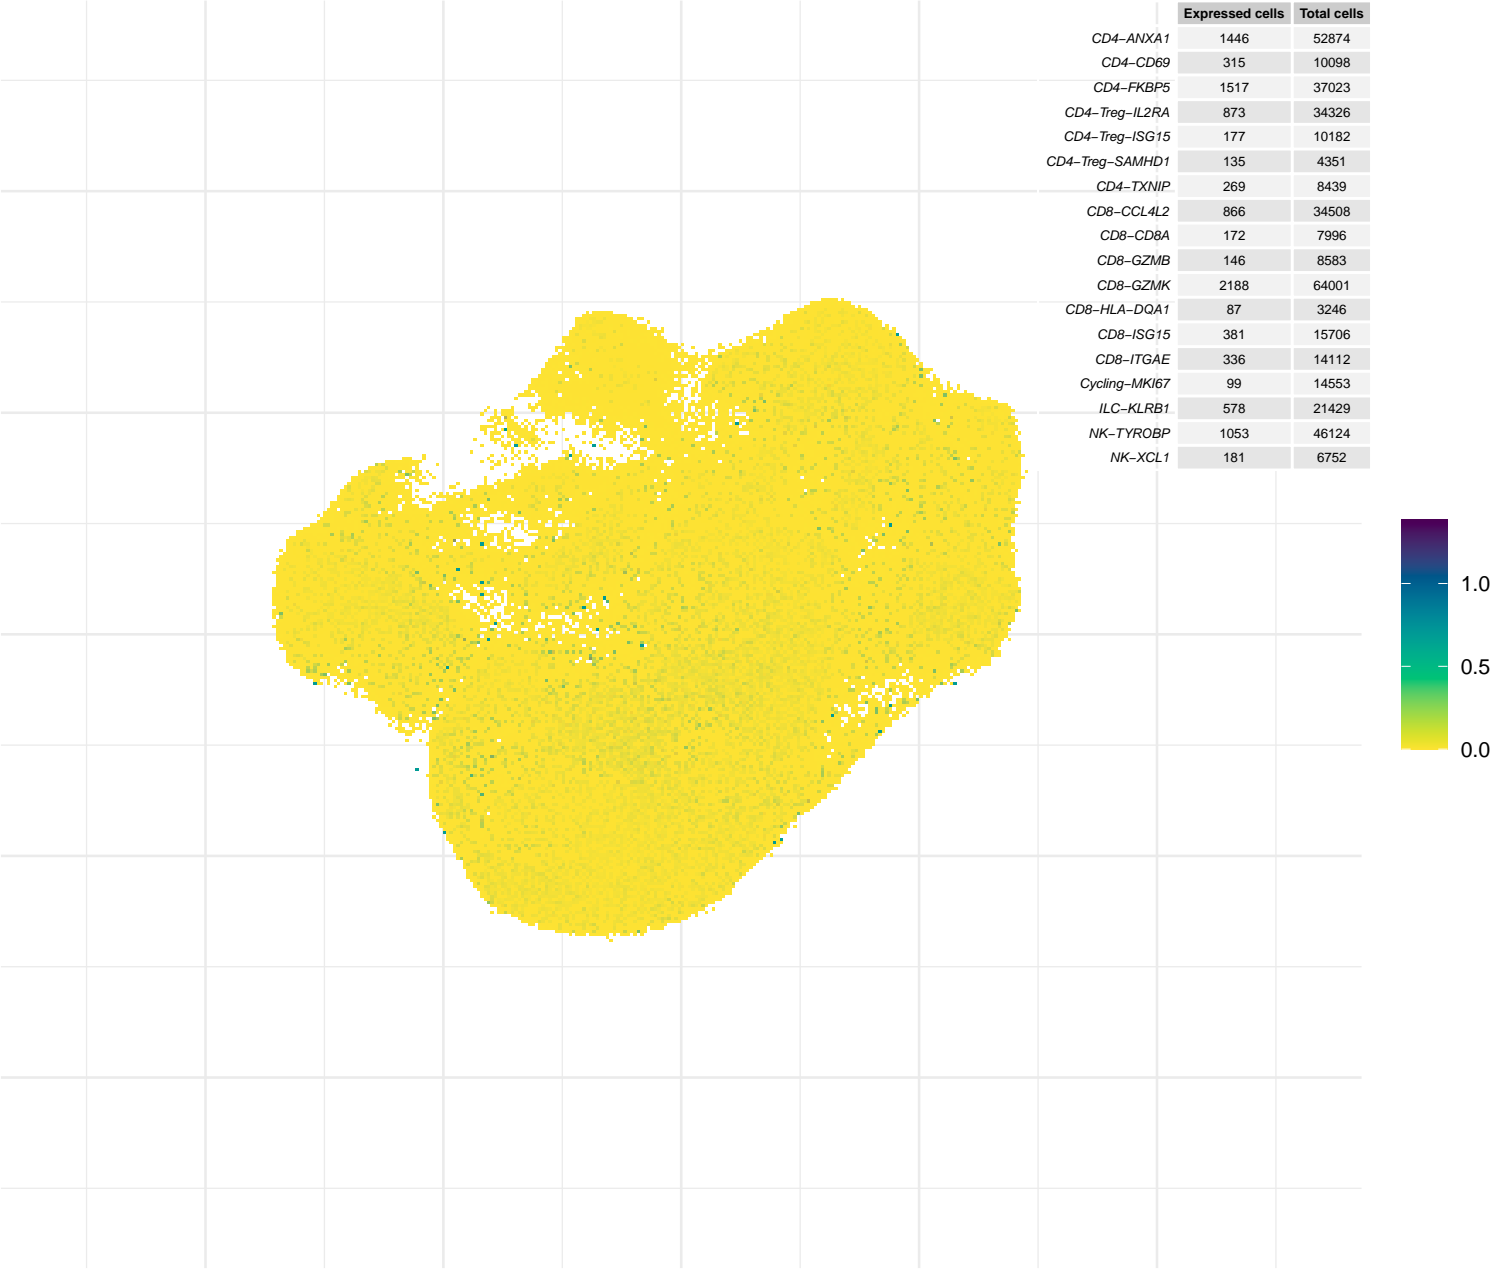 Expressed cells Total cells
CD4−ANXA1 1446 52874
CD4−CD69 315 10098
CD4−FKBP5 1517 37023
CD4−Treg−IL2RA 873 34326
CD4−Treg−ISG15 177 10182
CD4−Treg−SAMHD1 135 4351
CD4−TXNIP 269 8439
CD8−CCL4L2 866 34508
CD8−CD8A 172 7996
CD8−GZMB 146 8583
CD8−GZMK 2188 64001
CD8−HLA−DQA1 87 3246
CD8−ISG15 381 15706
CD8−ITGAE 336 14112
Cycling−MKI67 99 14553
ILC−KLRB1 578 21429
NK−TYROBP 1053 46124
NK−XCL1 181 6752
1.0
0.5
0.0